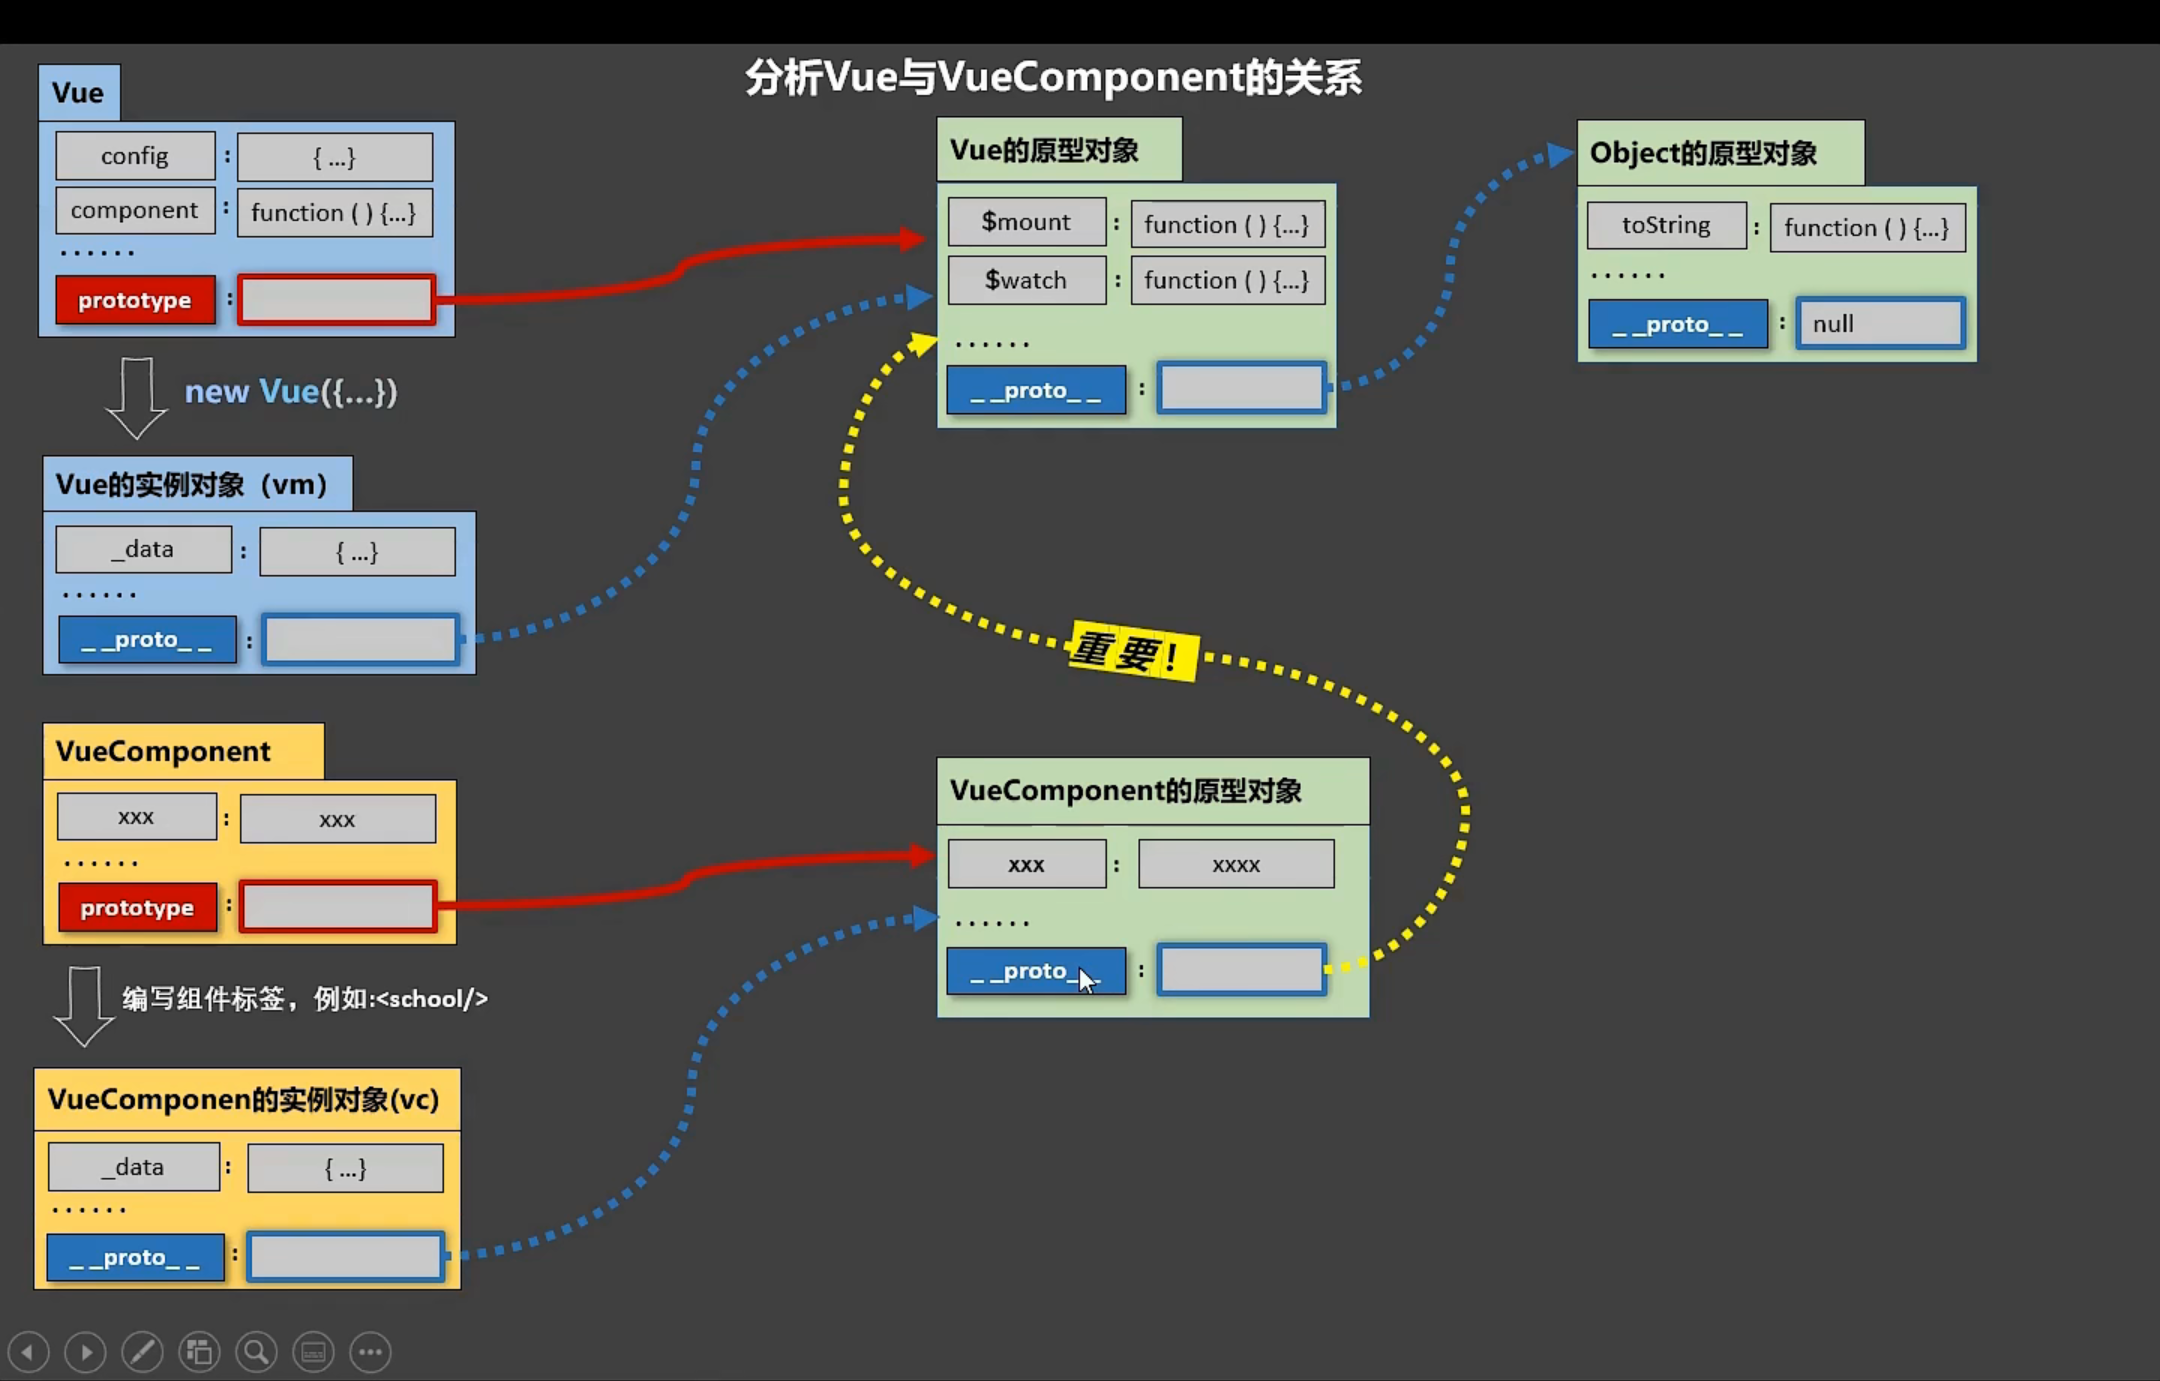 分析Vue与VueComponent的关系
Vue
config : { ...}
component : function ( ) {...}
......
prototype :
new Vue({...})
Vue的实例对象（vm）
_data : { ...}
......
_ _proto_ _ :
VueComponent
xxx : xxx
......
prototype :
编写组件标签，例如:<school/>
VueComponen的实例对象(vc)
_data : { ...}
......
_ _proto_ _ :
Vue的原型对象
$mount : function ( ) {...}
$watch : function ( ) {...}
......
_ _proto_ _ :
重要！
VueComponent的原型对象
xxx : xxxx
......
_ _proto_ _ :
Object的原型对象
toString : function ( ) {...}
......
_ _proto_ _ : null